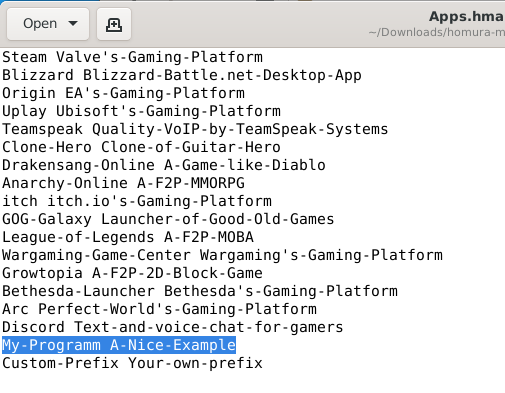 Open
Apps.hma
~/Downloads/homura-m
Steam Valve's-Gaming-Platform
Blizzard Blizzard-Battle.net-Desktop-App
Origin EA's-Gaming-Platform
Uplay Ubisoft's-Gaming-Platform
Teamspeak Quality-VoIP-by-TeamSpeak-Systems
Clone-Hero Clone-of-Guitar-Hero
Drakensang-Online A-Game-like-Diablo
Anarchy-Online A-F2P-MMORPG
itch itch.io's-Gaming-Platform
GOG-Galaxy Launcher-of-Good-Old-Games
League-of-Legends A-F2P-MOBA
Wargaming-Game-Center Wargaming's-Gaming-Platform
Growtopia A-F2P-2D-Block-Game
Bethesda-Launcher Bethesda's-Gaming-Platform
Arc Perfect-World's-Gaming-Platform
Discord Text-and-voice-chat-for-gamers
My-Programm A-Nice-Example
Custom-Prefix Your-own-prefix